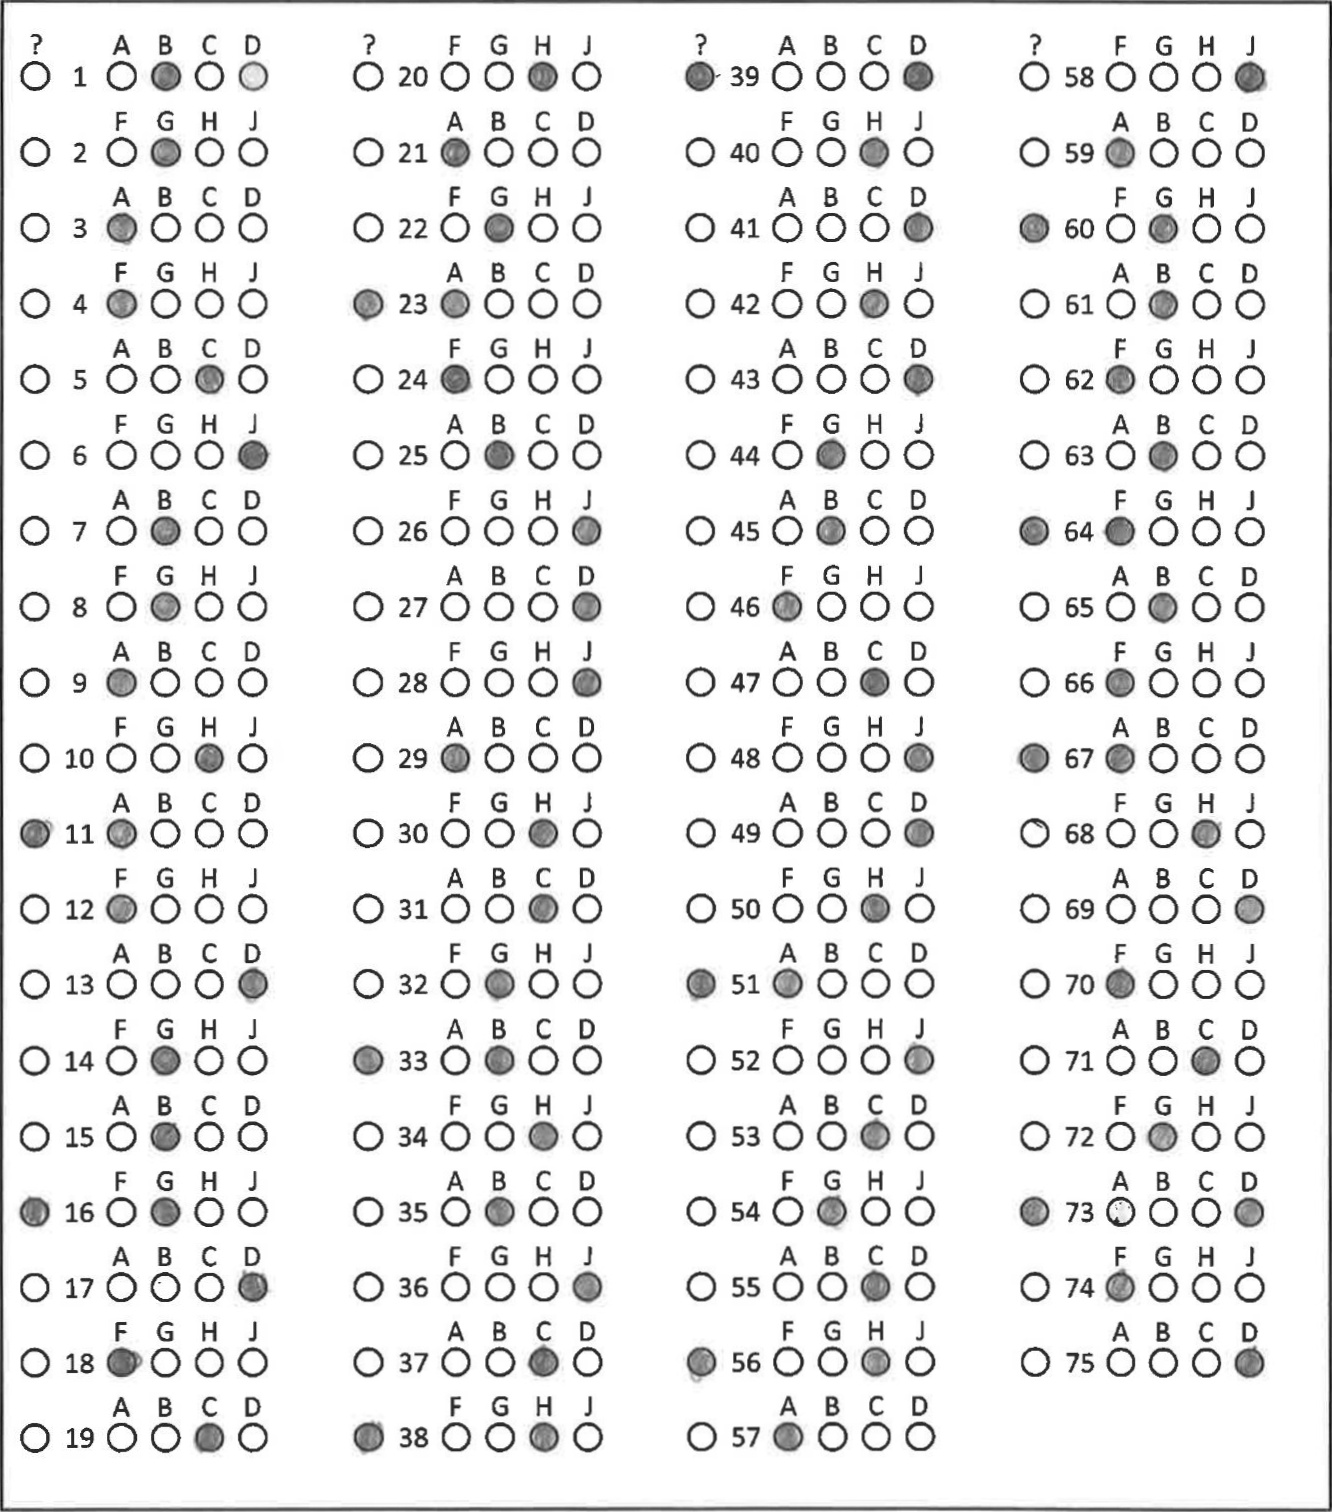 ? A B C D
1
F G H J
2
A B C D
3
F G H J
4
A B C D
5
F G H J
6
A B C D
7
F G H J
8
A B C D
9
F G H J
10
A B C D
11
F G H J
12
A B C D
13
F G H J
14
A B C D
15
F G H J
16
A B C D
17
F G H J
18
A B C D
19
? F G H J
20
A B C D
21
F G H J
22
A B C D
23
F G H J
24
A B C D
25
F G H J
26
A B C D
27
F G H J
28
A B C D
29
F G H J
30
A B C D
31
F G H J
32
A B C D
33
F G H J
34
A B C D
35
F G H J
36
A B C D
37
F G H J
38
? A B C D
39
F G H J
40
A B C D
41
F G H J
42
A B C D
43
F G H J
44
A B C D
45
F G H J
46
A B C D
47
F G H J
48
A B C D
49
F G H J
50
A B C D
51
F G H J
52
A B C D
53
F G H J
54
A B C D
55
F G H J
56
A B C D
57
? F G H J
58
A B C D
59
F G H J
60
A B C D
61
F G H J
62
A B C D
63
F G H J
64
A B C D
65
F G H J
66
A B C D
67
F G H J
68
A B C D
69
F G H J
70
A B C D
71
F G H J
72
A B C D
73
F G H J
74
A B C D
75